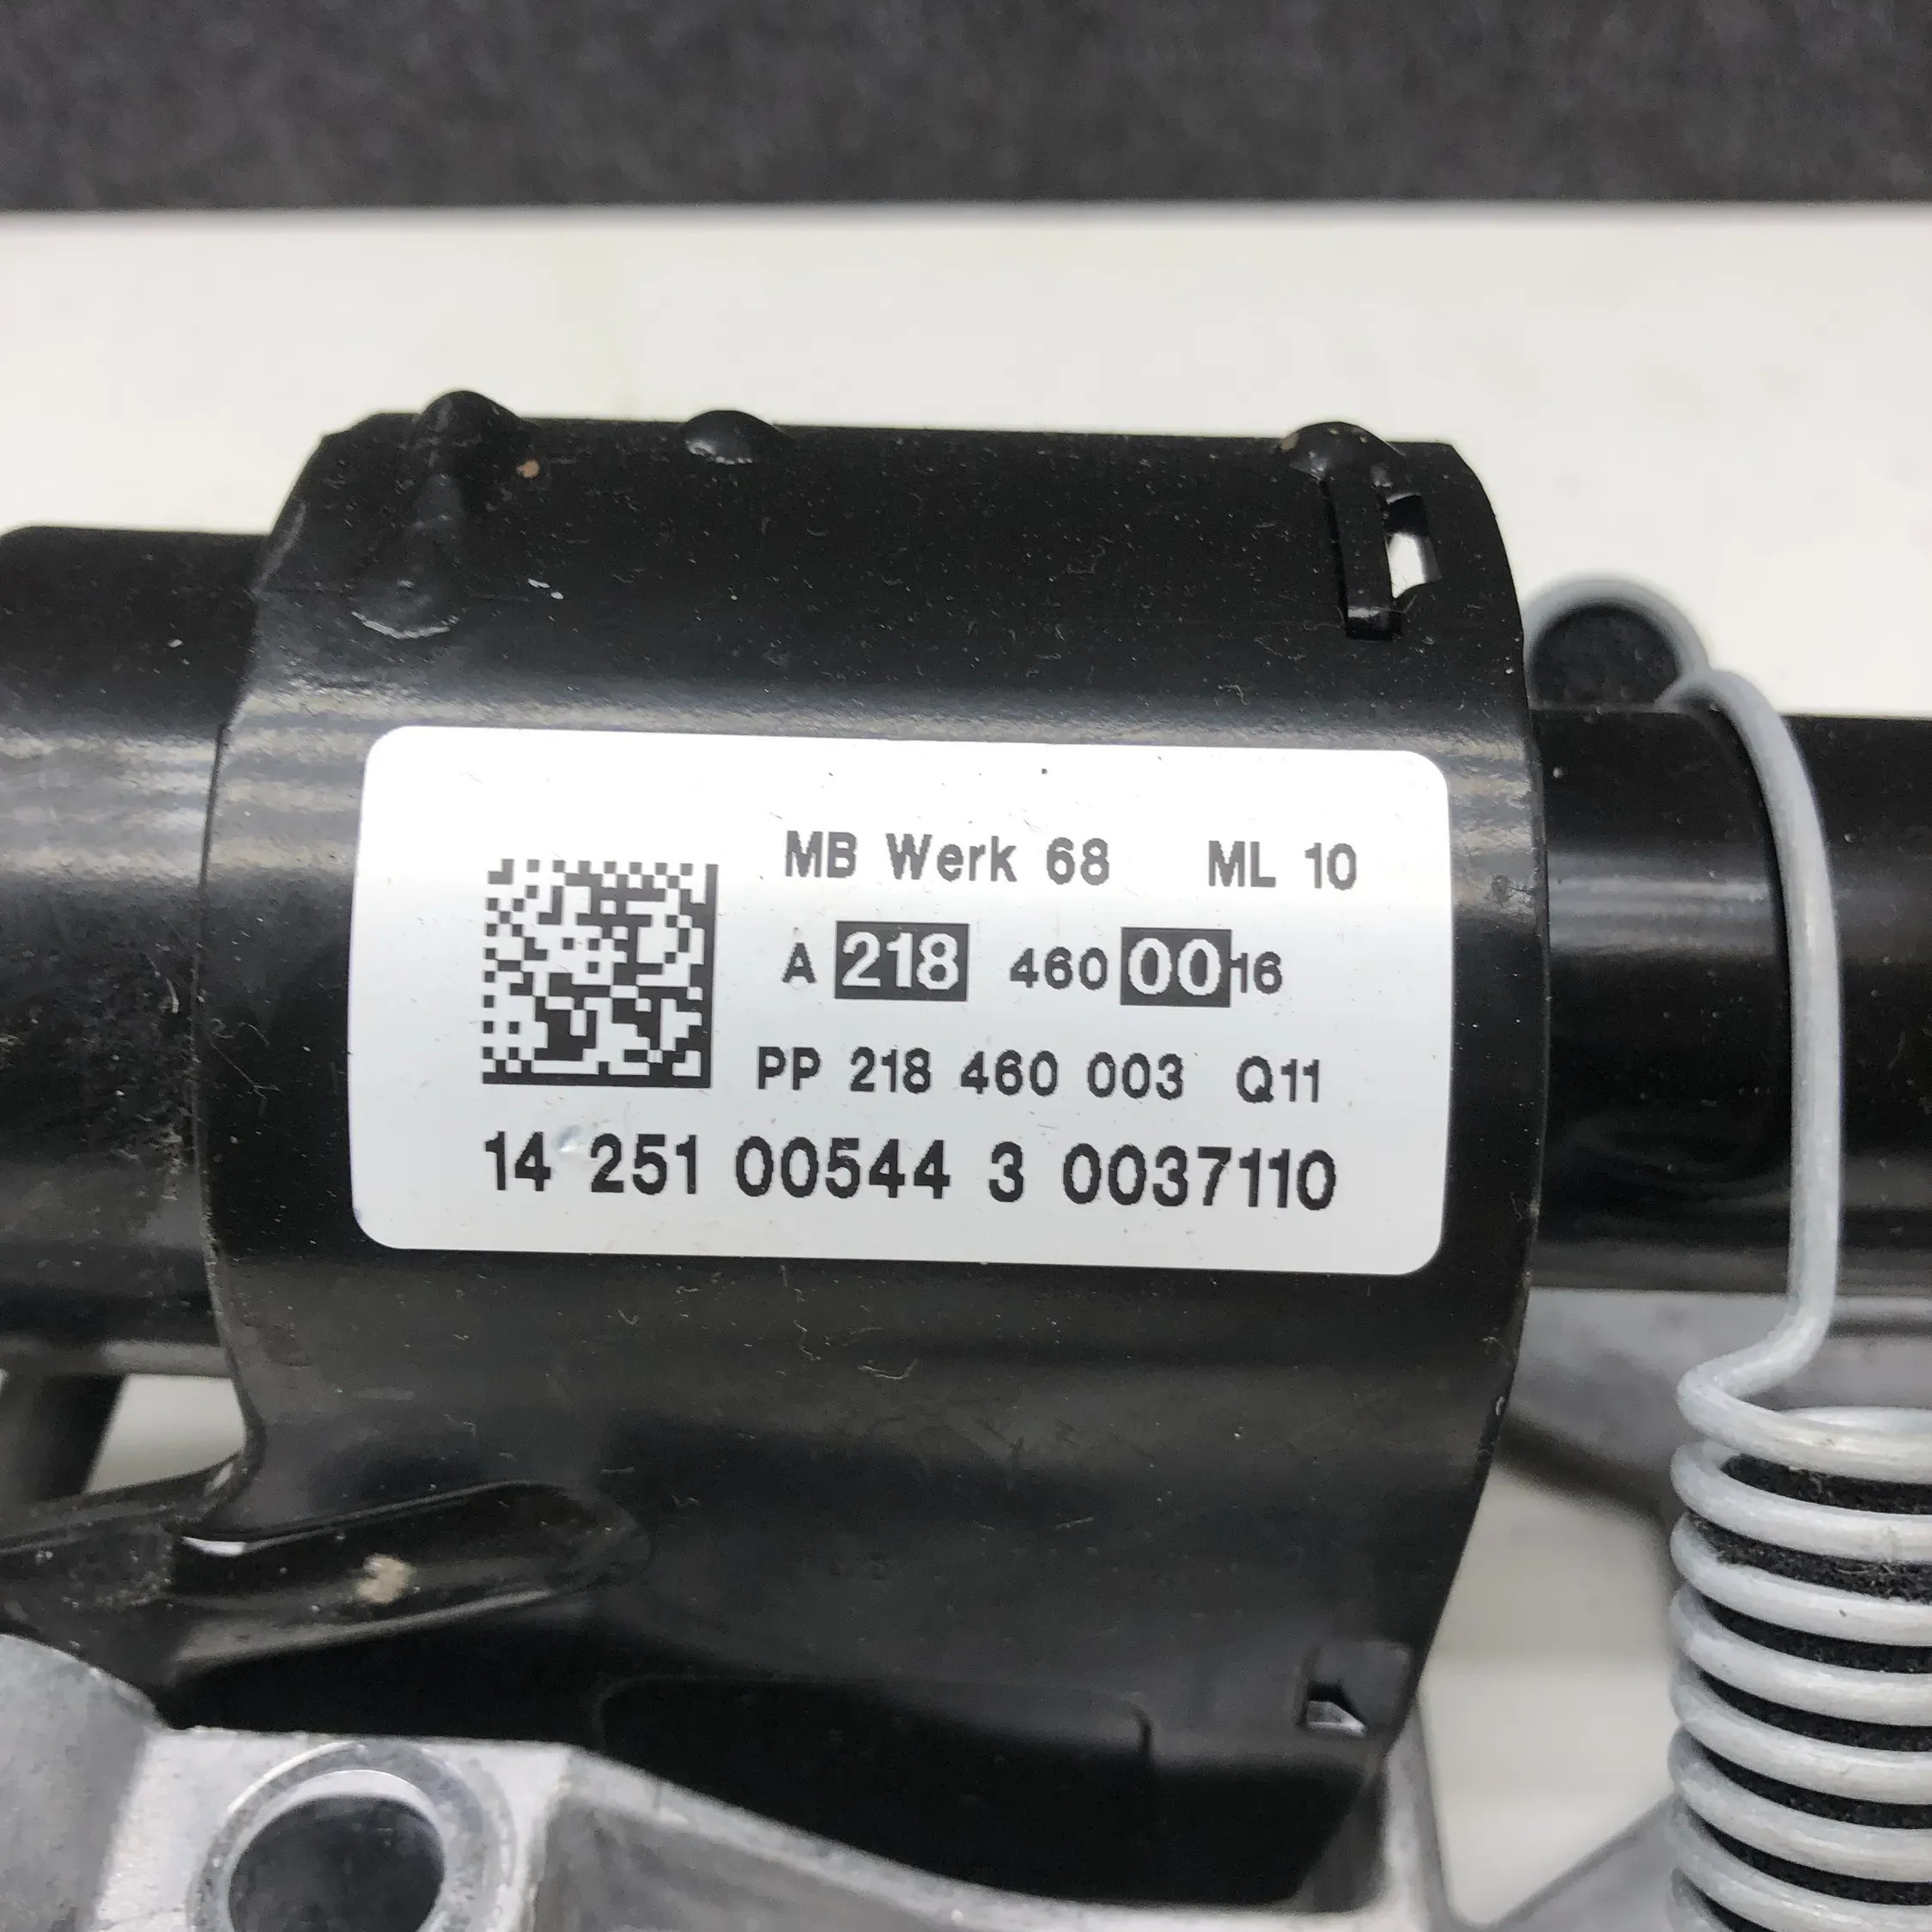 MB Werk 68 ML 10
A 218 460 00 16
PP 218 460 003 Q11
14 251 00544 3 0037110